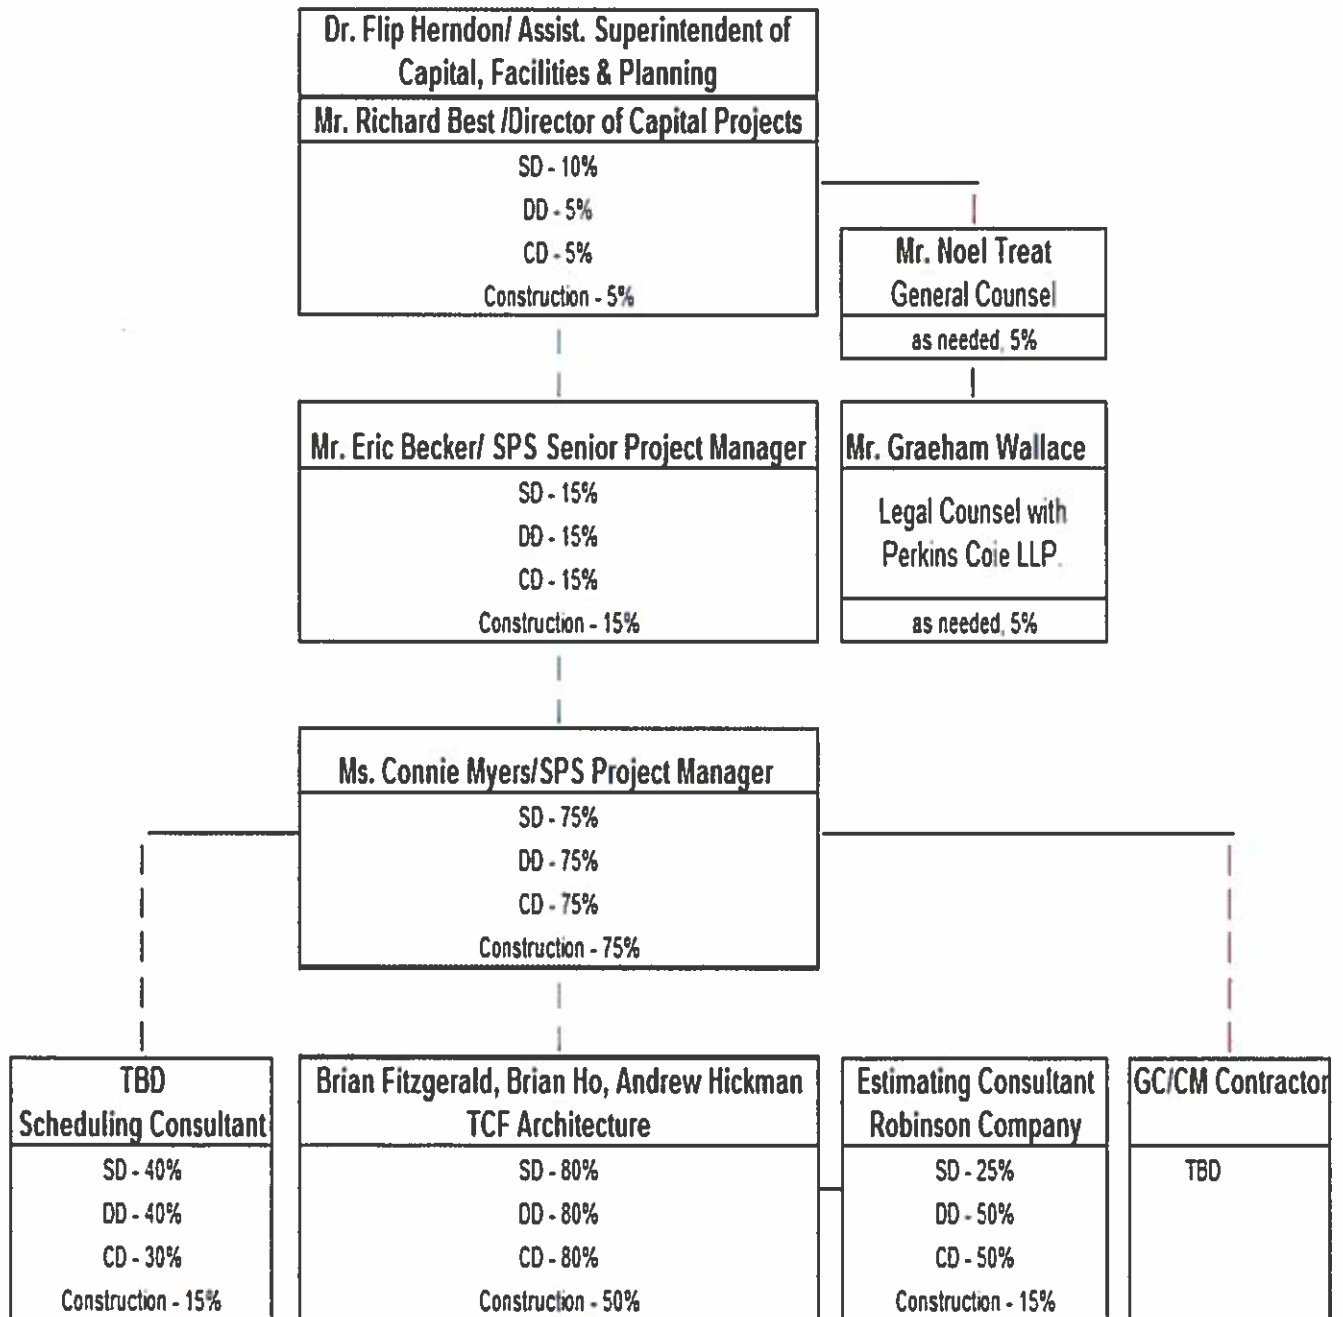 Dr. Flip Herndon/ Assist. Superintendent of
Capital, Facilities & Planning
Mr. Richard Best /Director of Capital Projects
SD - 10%
DD - 5%
CD - 5%
Construction - 5%
Mr. Noel Treat
General Counsel
as needed, 5%
Mr. Eric Becker/ SPS Senior Project Manager
SD - 15%
DD - 15%
CD - 15%
Construction - 15%
Mr. Graeham Wallace
Legal Counsel with
Perkins Coie LLP.
as needed, 5%
Ms. Connie Myers/SPS Project Manager
SD - 75%
DD - 75%
CD - 75%
Construction - 75%
TBD
Scheduling Consultant
SD - 40%
DD - 40%
CD - 30%
Construction - 15%
Brian Fitzgerald, Brian Ho, Andrew Hickman
TCF Architecture
SD - 80%
DD - 80%
CD - 80%
Construction - 50%
Estimating Consultant
Robinson Company
SD - 25%
DD - 50%
CD - 50%
Construction - 15%
GC/CM Contractor
TBD